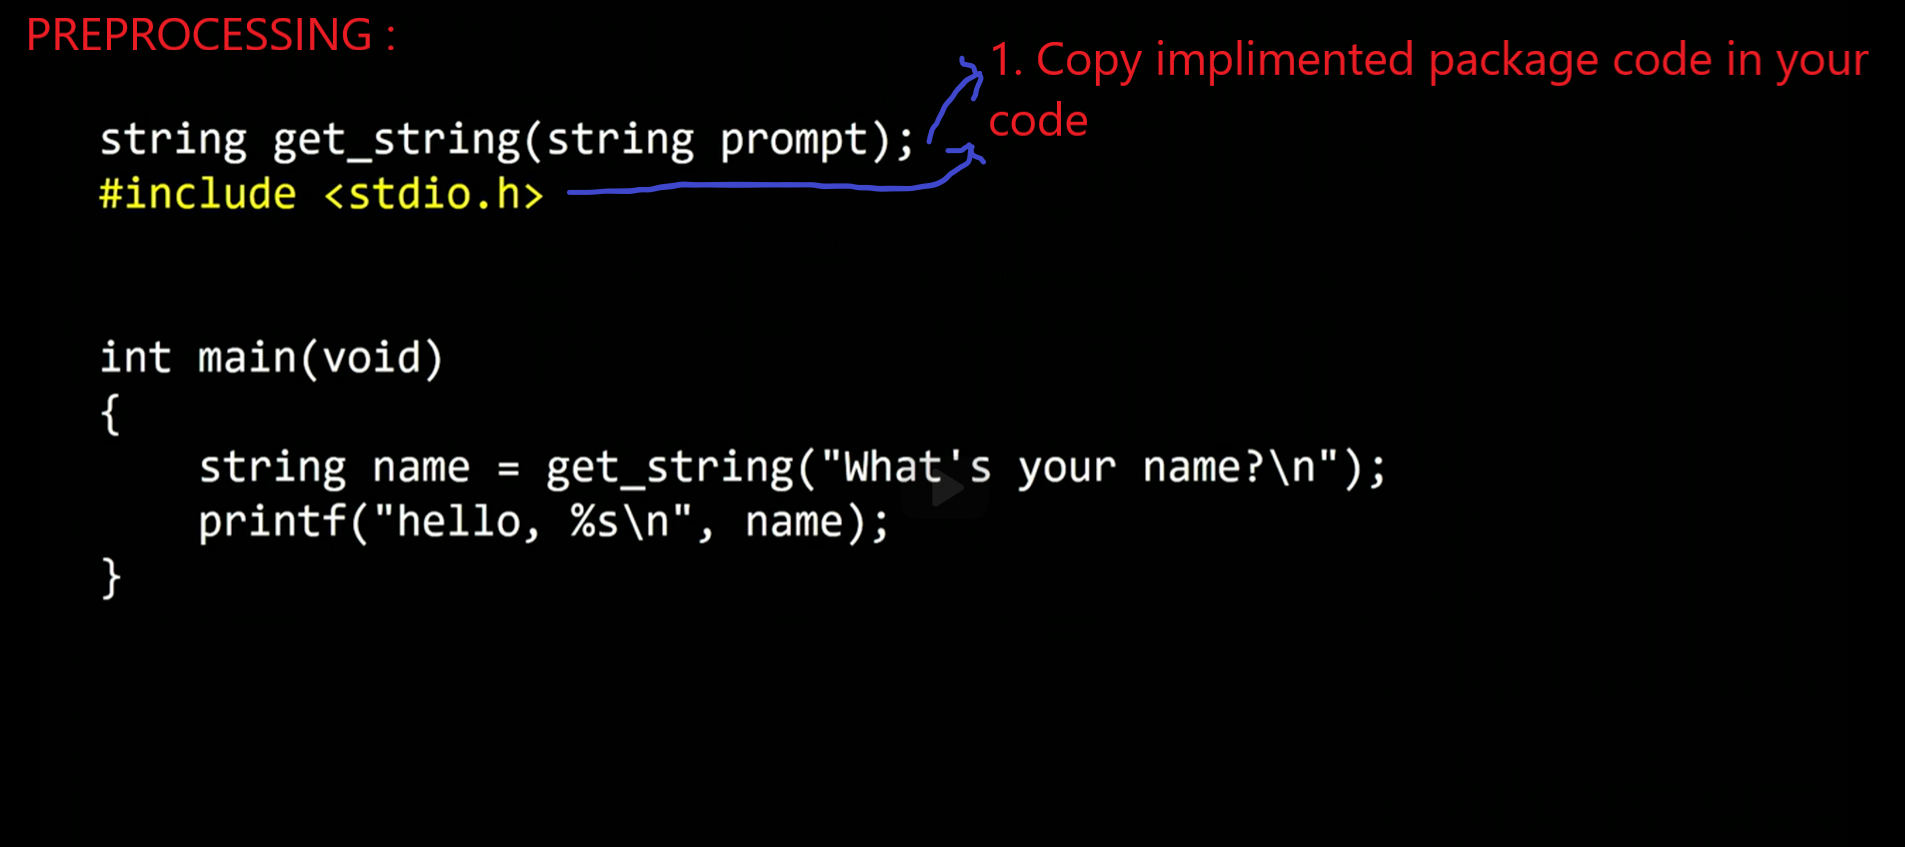 PREPROCESSING :
1. Copy implimented package code in your
code
string get_string(string prompt);
#include <stdio.h>
int main(void)
{
    string name = get_string("What's your name?\n");
    printf("hello, %s\n", name);
}